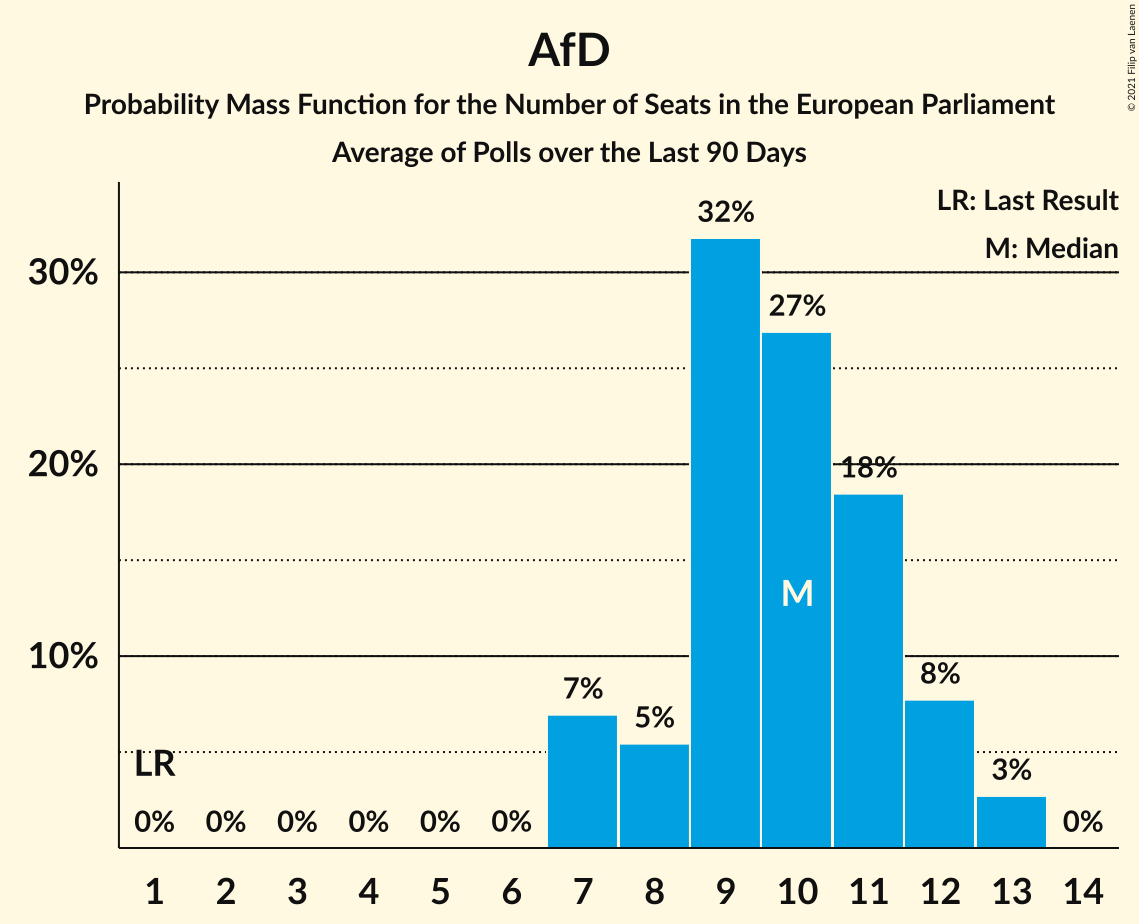 AfD
Probability Mass Function for the Number of Seats in the European Parliament
Average of Polls over the Last 90 Days
© 2021 Filip van Laenen
LR: Last Result
M: Median
30%
20%
10%
32%
27%
18%
M
7%
5%
8%
3%
LR
0% 0% 0% 0% 0% 0% 0%
1 2 3 4 5 6 7 8 9 10 11 12 13 14